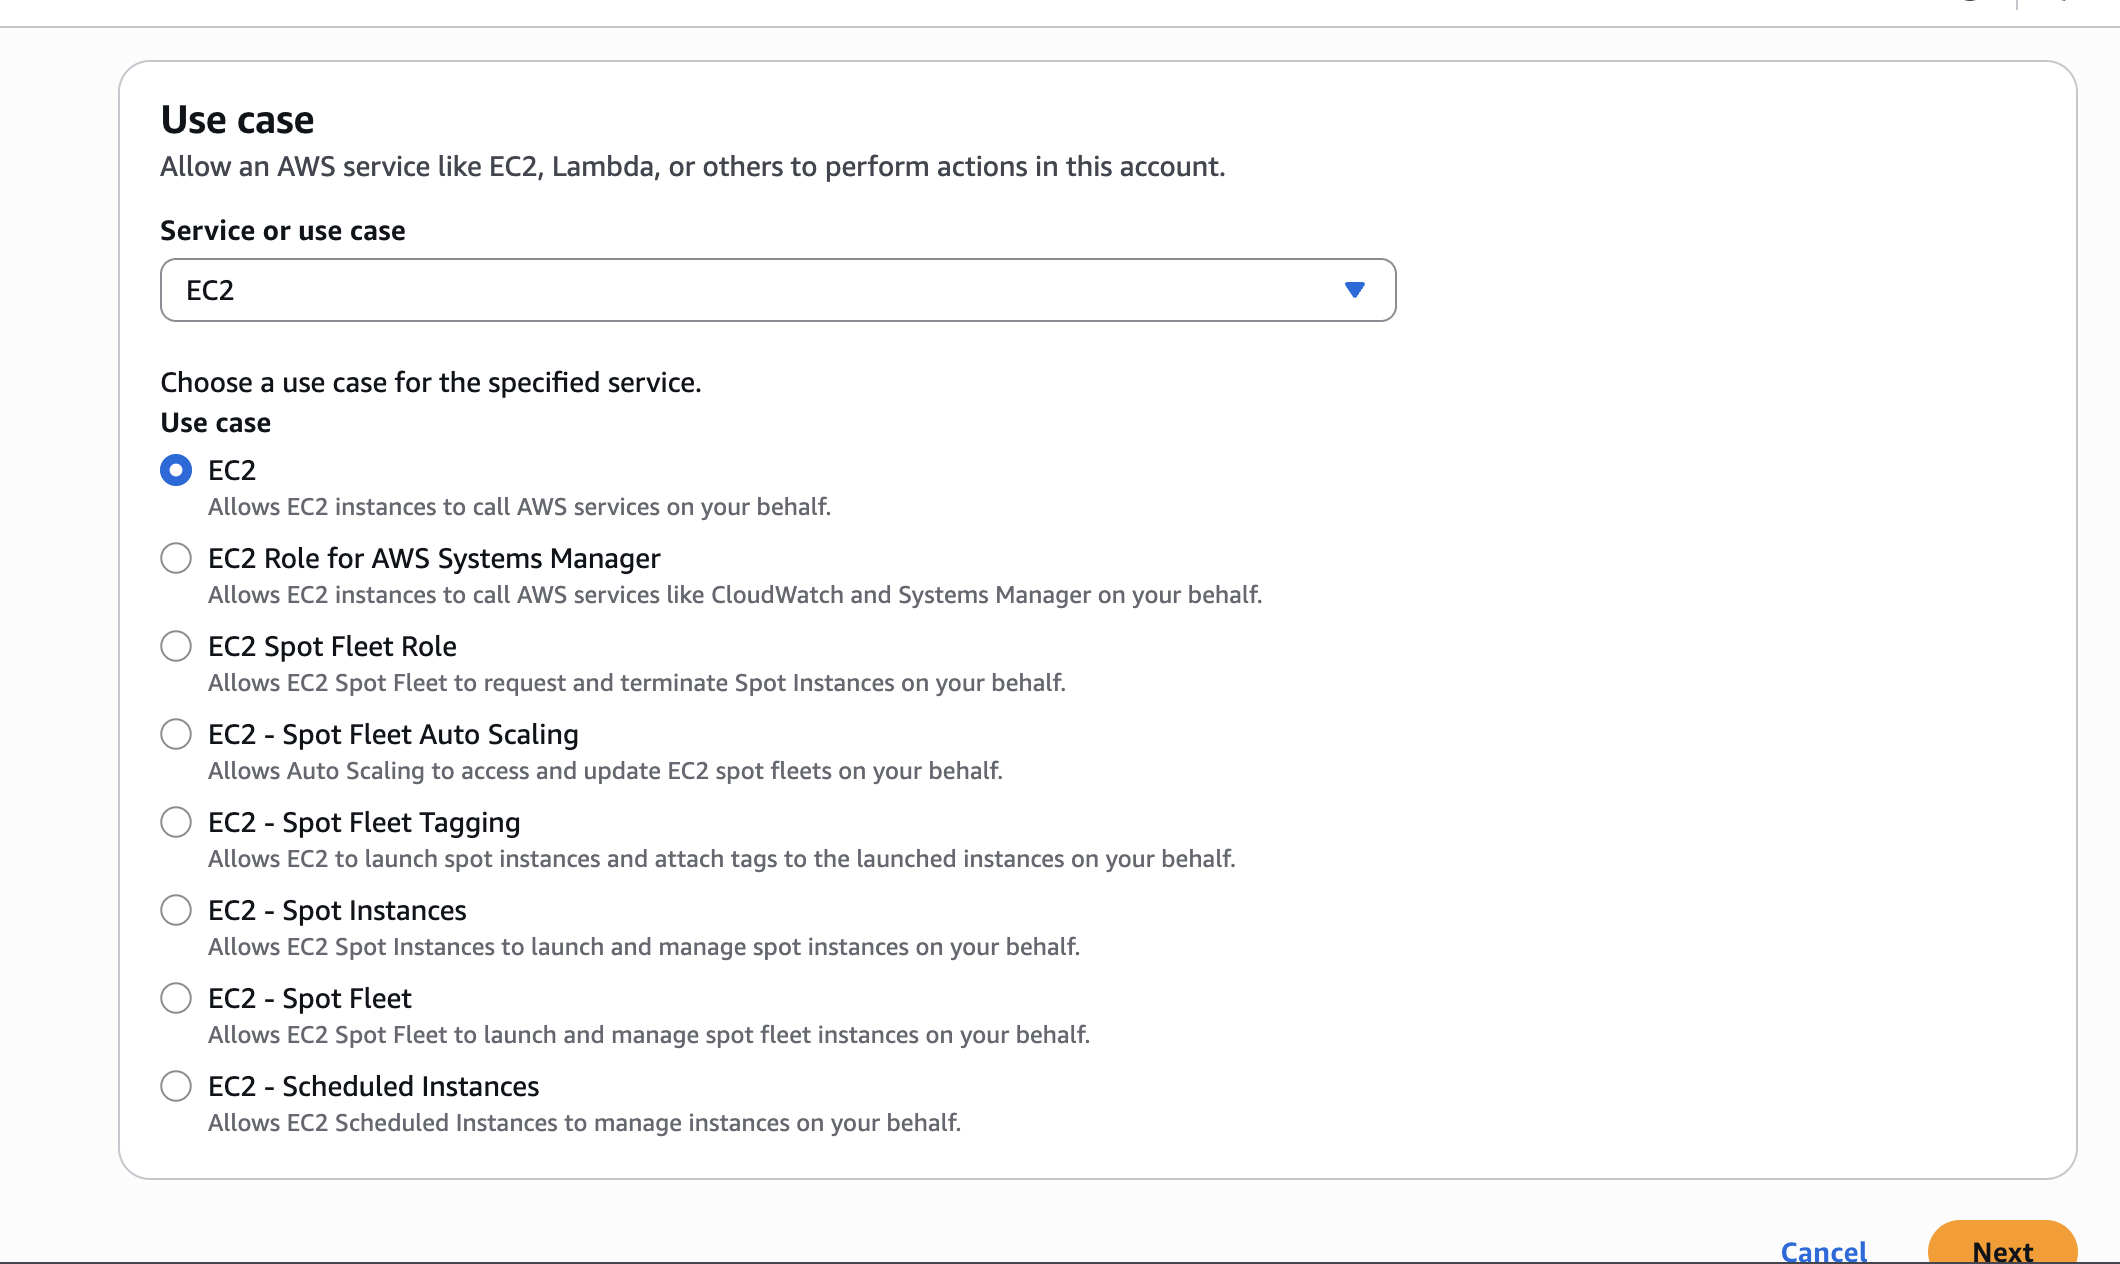 Use case
Allow an AWS service like EC2, Lambda, or others to perform actions in this account.
Service or use case
EC2
Choose a use case for the specified service.
Use case
EC2
Allows EC2 instances to call AWS services on your behalf.
EC2 Role for AWS Systems Manager
Allows EC2 instances to call AWS services like CloudWatch and Systems Manager on your behalf.
EC2 Spot Fleet Role
Allows EC2 Spot Fleet to request and terminate Spot Instances on your behalf.
EC2 - Spot Fleet Auto Scaling
Allows Auto Scaling to access and update EC2 spot fleets on your behalf.
EC2 - Spot Fleet Tagging
Allows EC2 to launch spot instances and attach tags to the launched instances on your behalf.
EC2 - Spot Instances
Allows EC2 Spot Instances to launch and manage spot instances on your behalf.
EC2 - Spot Fleet
Allows EC2 Spot Fleet to launch and manage spot fleet instances on your behalf.
EC2 - Scheduled Instances
Allows EC2 Scheduled Instances to manage instances on your behalf.
Cancel
Next